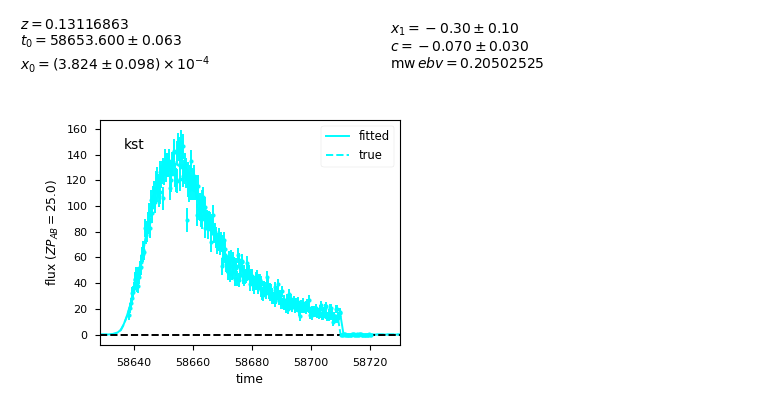 z = 0.13116863
t₀ = 58653.600 ± 0.063
x₀ = (3.824 ± 0.098) × 10⁻⁴
x₁ = −0.30 ± 0.10
c = −0.070 ± 0.030
mw ebv = 0.20502525
kst
fitted
true
160
140
120
100
80
60
40
20
0
flux (ZP_AB = 25.0)
58640 58660 58680 58700 58720
time